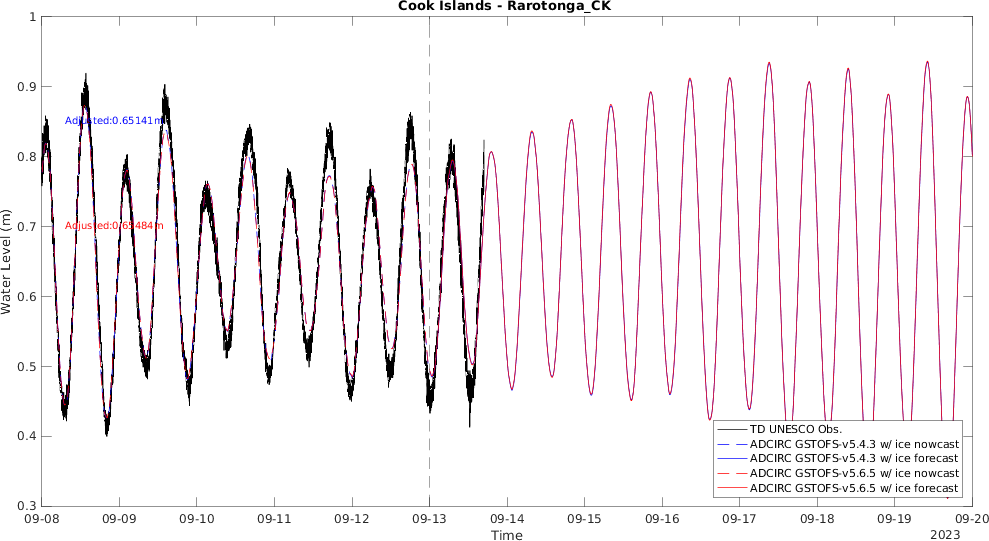 Cook Islands - Rarotonga_CK
1
0.9
0.8
0.7
0.6
0.5
0.4
0.3
Water Level (m)
Adjusted:0.65141m
Adjusted:0.65484m
TD UNESCO Obs.
ADCIRC GSTOFS-v5.4.3 w/ ice nowcast
ADCIRC GSTOFS-v5.4.3 w/ ice forecast
ADCIRC GSTOFS-v5.6.5 w/ ice nowcast
ADCIRC GSTOFS-v5.6.5 w/ ice forecast
09-08 09-09 09-10 09-11 09-12 09-13 09-14 09-15 09-16 09-17 09-18 09-19 09-20
Time
2023